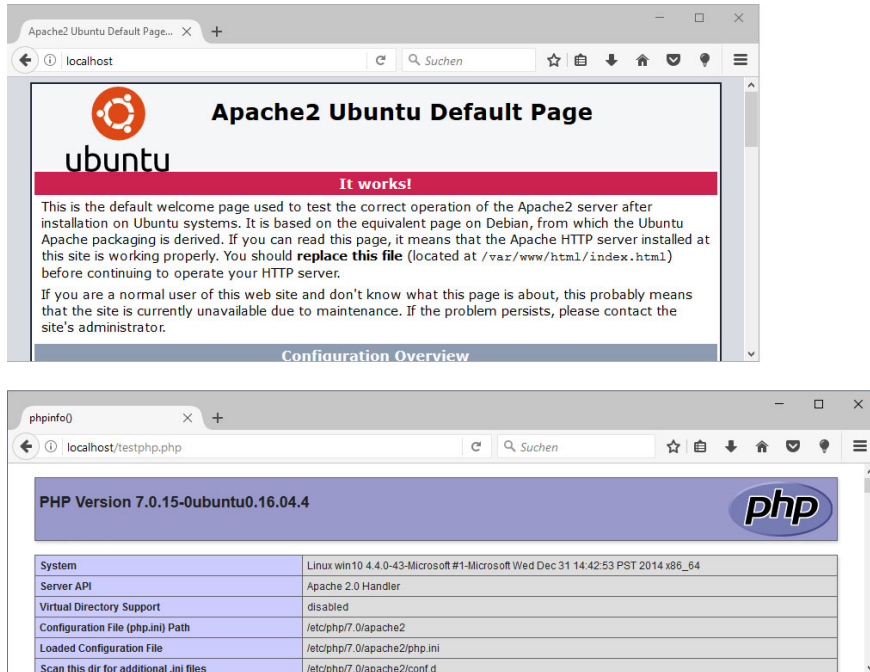 Apache2 Ubuntu Default Page...
localhost
Suchen
ubuntu
Apache2 Ubuntu Default Page
It works!
This is the default welcome page used to test the correct operation of the Apache2 server after
installation on Ubuntu systems. It is based on the equivalent page on Debian, from which the Ubuntu
Apache packaging is derived. If you can read this page, it means that the Apache HTTP server installed at
this site is working properly. You should replace this file (located at /var/www/html/index.html)
before continuing to operate your HTTP server.
If you are a normal user of this web site and don't know what this page is about, this probably means
that the site is currently unavailable due to maintenance. If the problem persists, please contact the
site's administrator.
Configuration Overview
phpinfo()
localhost/testphp.php
Suchen
PHP Version 7.0.15-0ubuntu0.16.04.4
php
System Linux win10 4.4.0-43-Microsoft #1-Microsoft Wed Dec 31 14:42:53 PST 2014 x86_64
Server API Apache 2.0 Handler
Virtual Directory Support disabled
Configuration File (php.ini) Path /etc/php/7.0/apache2
Loaded Configuration File /etc/php/7.0/apache2/php.ini
Scan this dir for additional .ini files /etc/php/7.0/apache2/conf.d